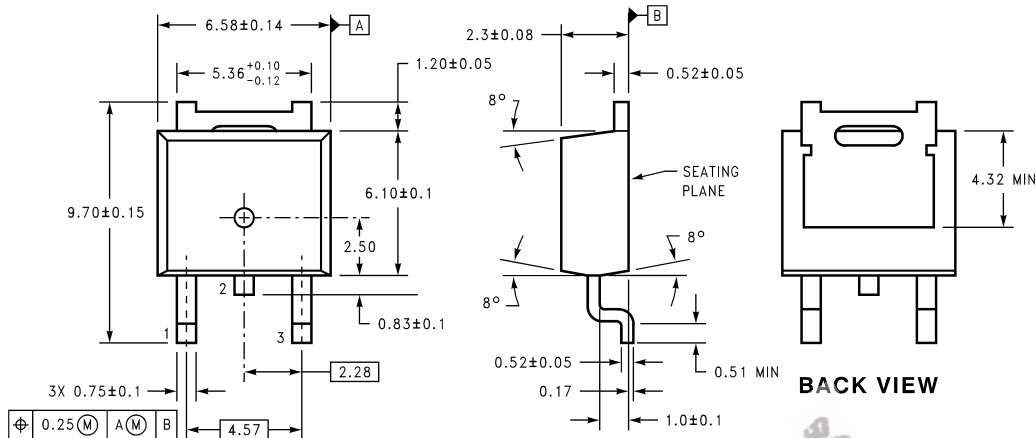 6.58±0.14
A
5.36 +0.10 -0.12
1.20±0.05
9.70±0.15
6.10±0.1
2.50
2
1
3
0.83±0.1
2.28
3X 0.75±0.1
⌖ 0.25 Ⓜ A Ⓜ B
4.57
B
2.3±0.08
0.52±0.05
8°
SEATING
PLANE
8°
8°
0.52±0.05
0.51 MIN
0.17
1.0±0.1
4.32 MIN
BACK VIEW